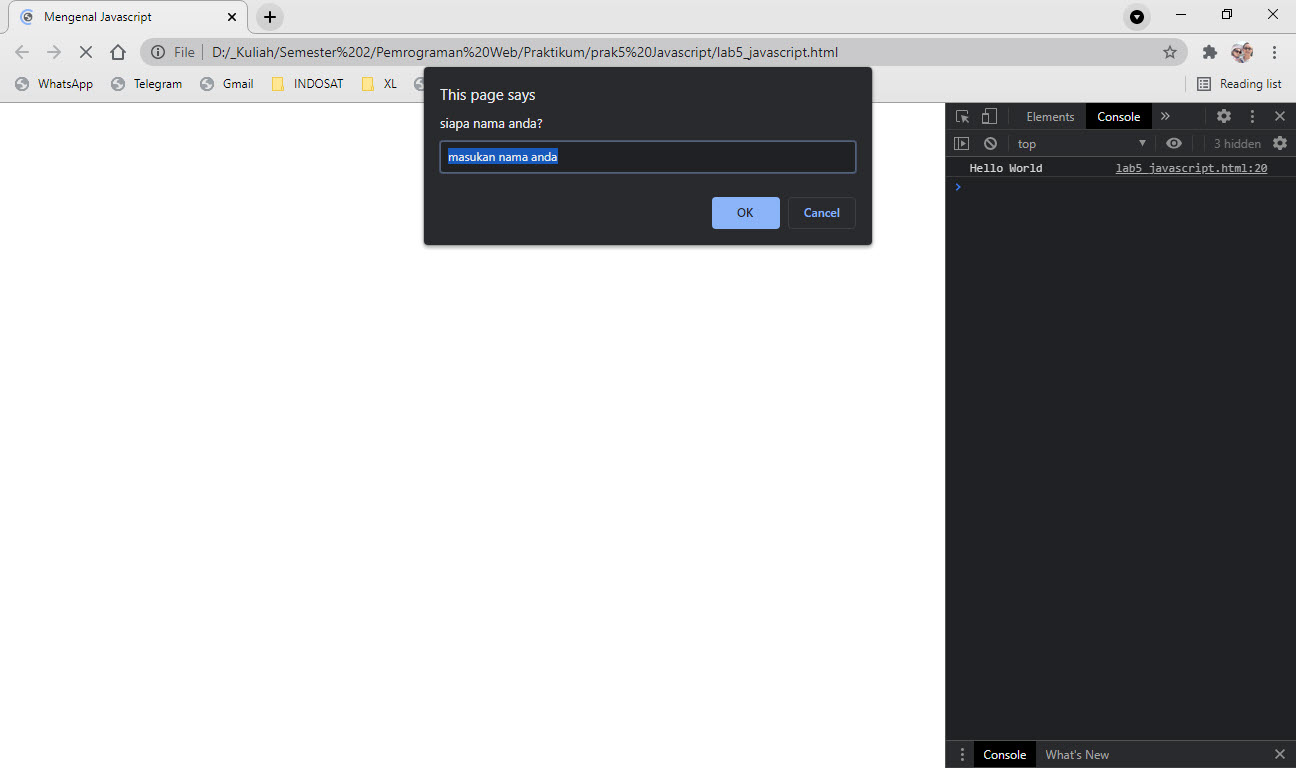 Mengenal Javascript
File D:/_Kuliah/Semester%202/Pemrograman%20Web/Praktikum/prak5%20Javascript/lab5_javascript.html
WhatsApp Telegram Gmail INDOSAT XL Reading list
This page says
siapa nama anda?
masukan nama anda
OK Cancel
Elements Console »
top 3 hidden
Hello World lab5_javascript.html:20
Console What's New